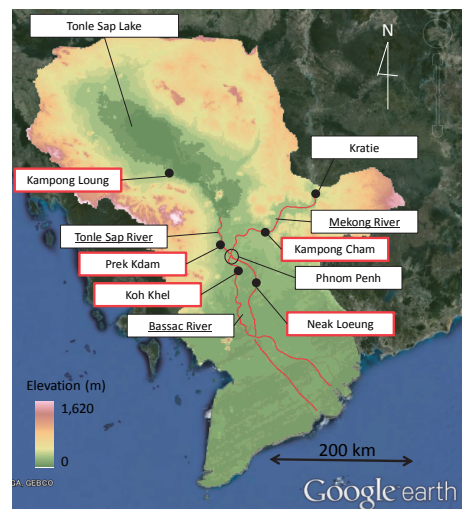 Tonle Sap Lake
N
Kratie
Kampong Loung
Mekong River
Tonle Sap River
Kampong Cham
Prek Kdam
Phnom Penh
Koh Khel
Neak Loeung
Bassac River
Elevation (m)
1,620
0
200 km
GA, GEBCO
Google earth